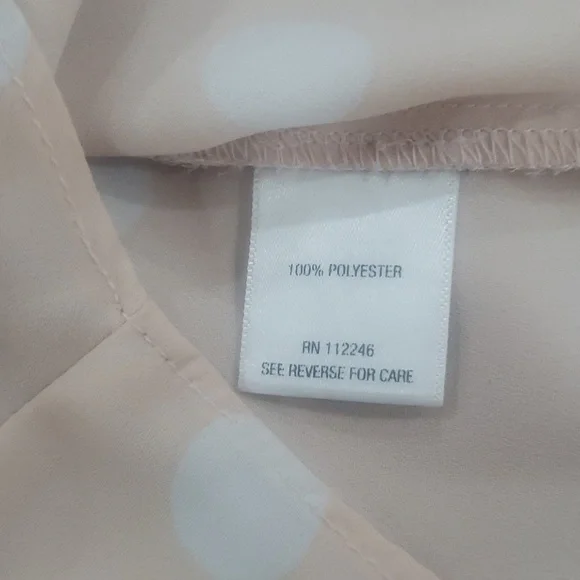 100% POLYESTER
RN 112246
SEE REVERSE FOR CARE